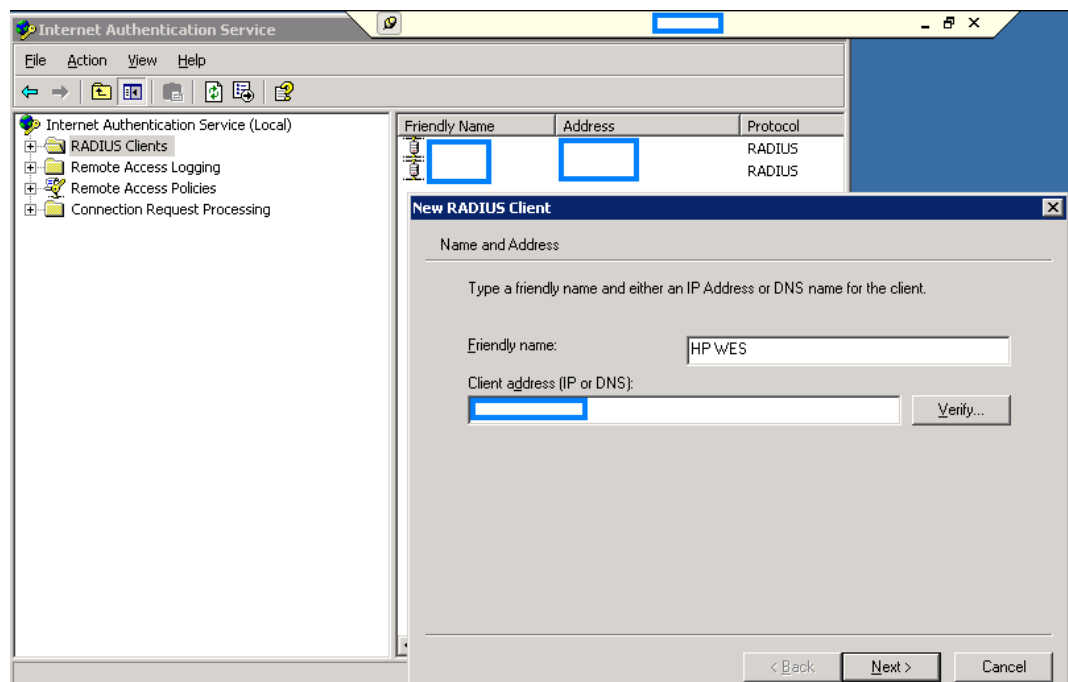 Internet Authentication Service
File Action View Help
Internet Authentication Service (Local)
RADIUS Clients
Remote Access Logging
Remote Access Policies
Connection Request Processing
Friendly Name Address Protocol
RADIUS
RADIUS
New RADIUS Client
Name and Address
Type a friendly name and either an IP Address or DNS name for the client.
Friendly name: HP WES
Client address (IP or DNS):
Verify...
< Back Next > Cancel